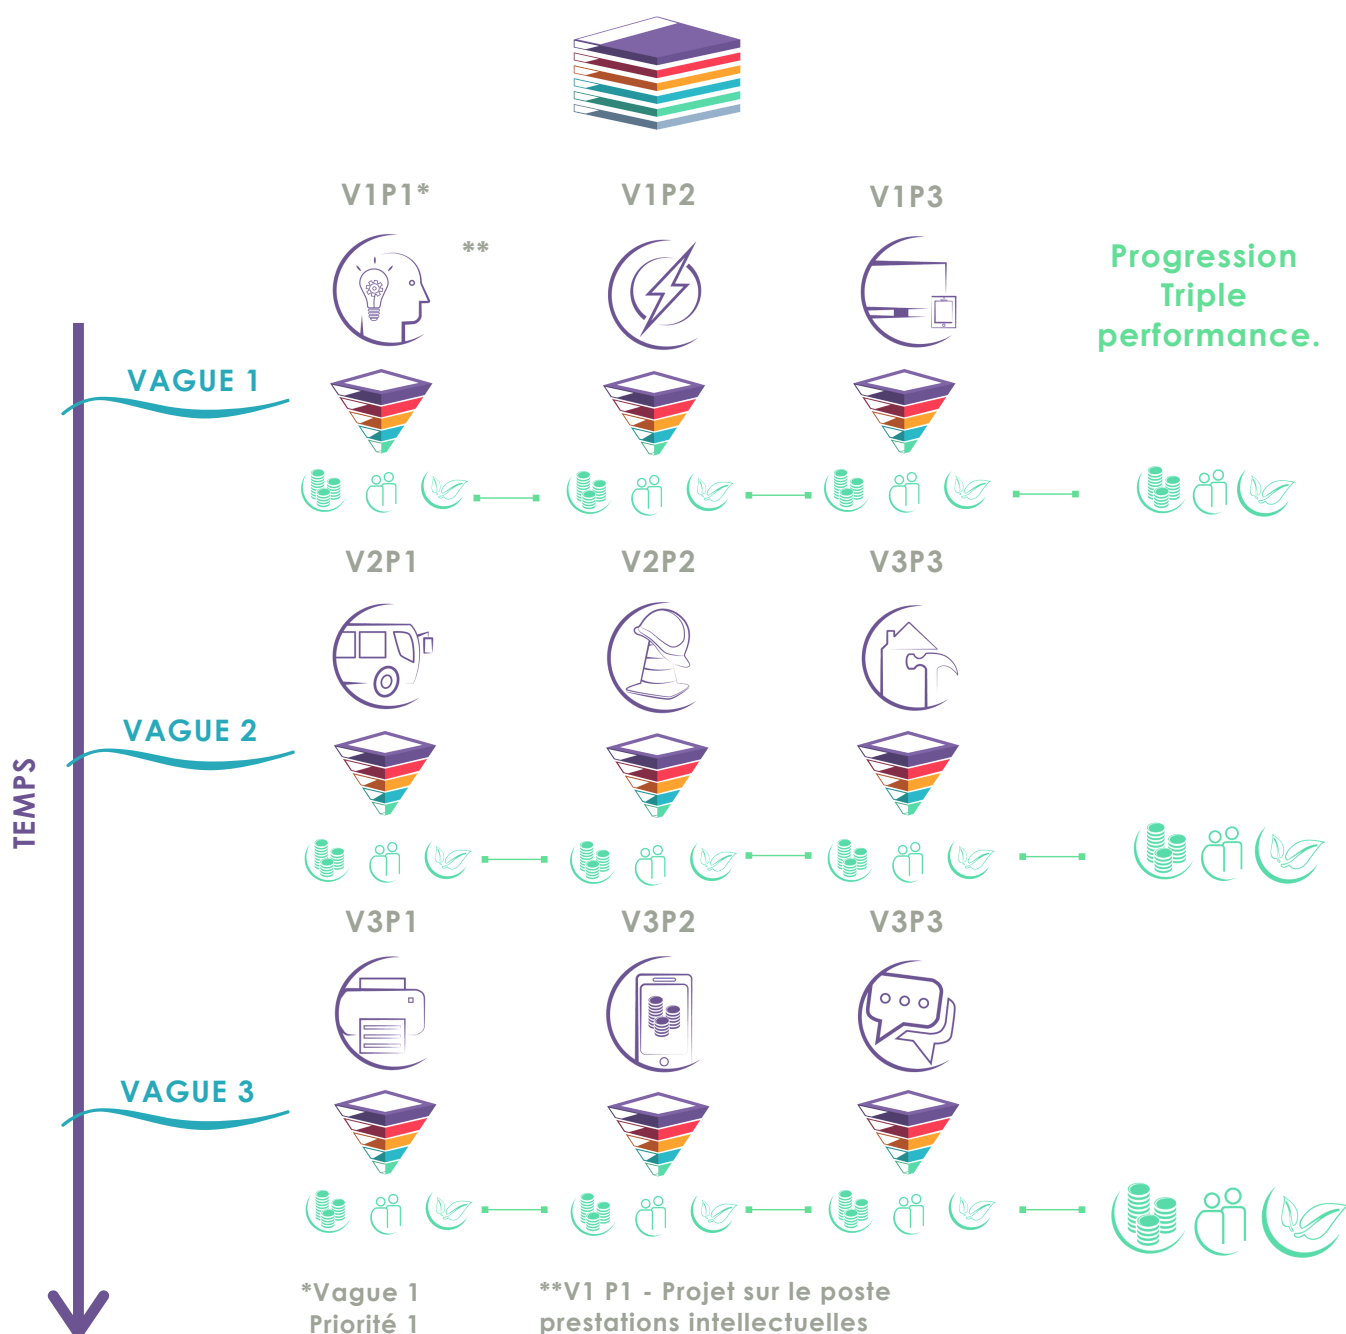 V1P1* V1P2 V1P3
**
Progression
Triple
performance.
VAGUE 1
V2P1 V2P2 V3P3
VAGUE 2
TEMPS
V3P1 V3P2 V3P3
VAGUE 3
*Vague 1
Priorité 1
**V1 P1 - Projet sur le poste
prestations intellectuelles